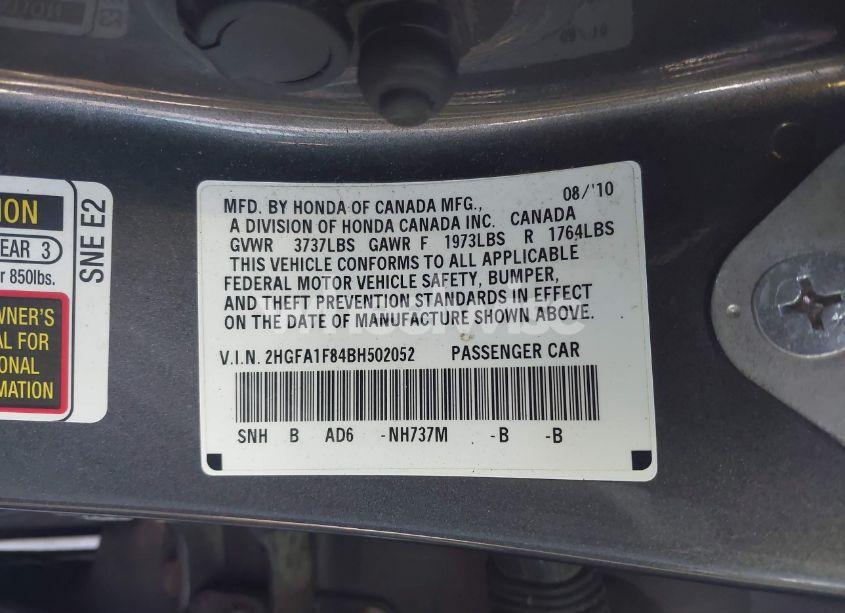 MFD. BY HONDA OF CANADA MFG., 08/'10
A DIVISION OF HONDA CANADA INC. CANADA
GVWR 3737LBS GAWR F 1973LBS R 1764LBS
THIS VEHICLE CONFORMS TO ALL APPLICABLE
FEDERAL MOTOR VEHICLE SAFETY, BUMPER,
AND THEFT PREVENTION STANDARDS IN EFFECT
ON THE DATE OF MANUFACTURE SHOWN ABOVE.
V.I.N. 2HGFA1F84BH502052 PASSENGER CAR
SNH B AD6 -NH737M -B -B
SNE E2
ION
EAR 3
r 850lbs.
WNER'S
AL FOR
IONAL
RMATION